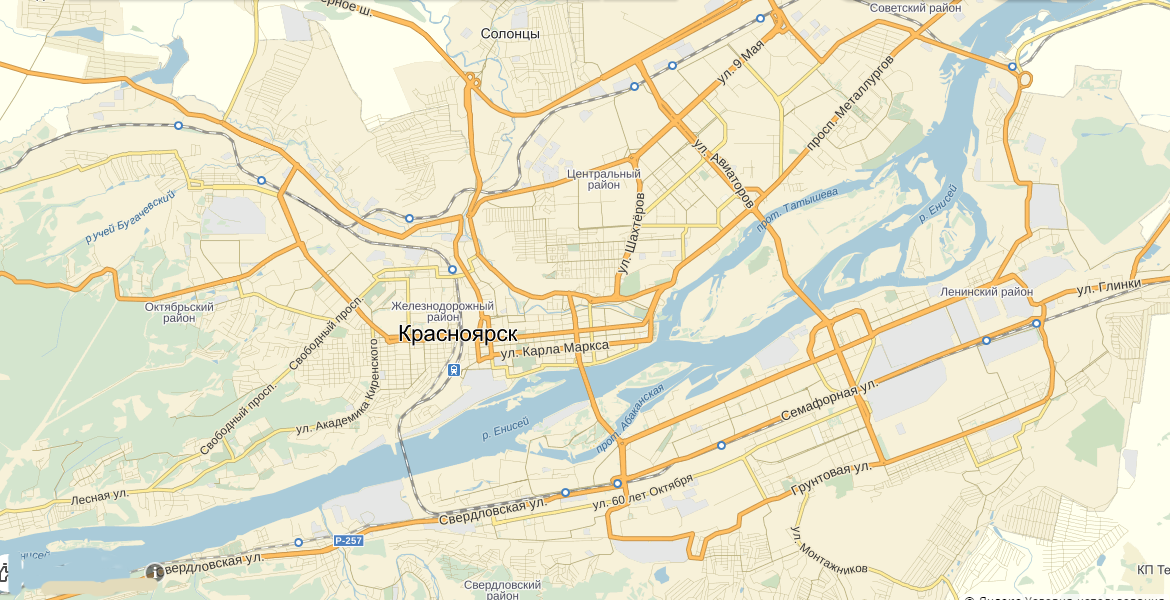 Советский район
Солонцы
ул. 9 Мая
просп. Металлургов
ул. Авиаторов
Центральный
район
прот. Татышева
р. Енисей
ручей Бугачевский
ул. Шахтёров
Октябрьский
район
Железнодорожный
район
Ленинский район
ул. Глинки
Свободный просп.
Красноярск
ул. Карла Маркса
ул. Академика Киренского
Свободный просп.
прот. Абаканская
Семафорная ул.
р. Енисей
Лесная ул.
Грунтовая ул.
ул. 60 лет Октября
Свердловская ул.
Р-257
ул. Монтажников
Свердловская ул.
Свердловский
район
КП Те